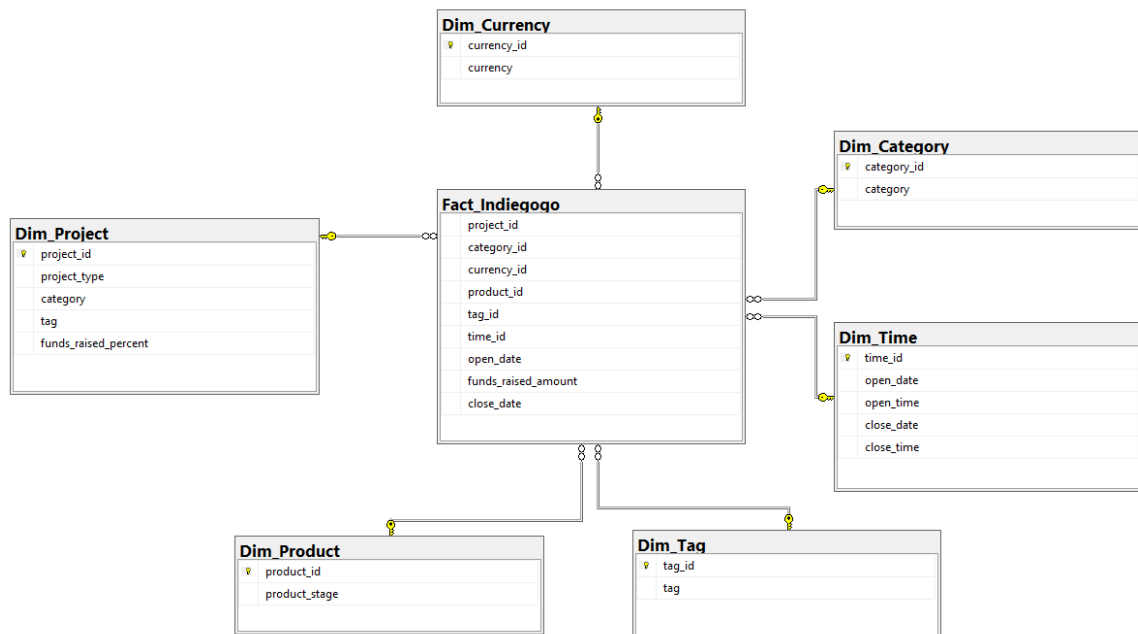 Dim_Currency
currency_id
currency
Dim_Category
category_id
category
Fact_Indiegogo
project_id
category_id
currency_id
product_id
tag_id
time_id
open_date
funds_raised_amount
close_date
Dim_Project
project_id
project_type
category
tag
funds_raised_percent
Dim_Time
time_id
open_date
open_time
close_date
close_time
Dim_Product
product_id
product_stage
Dim_Tag
tag_id
tag